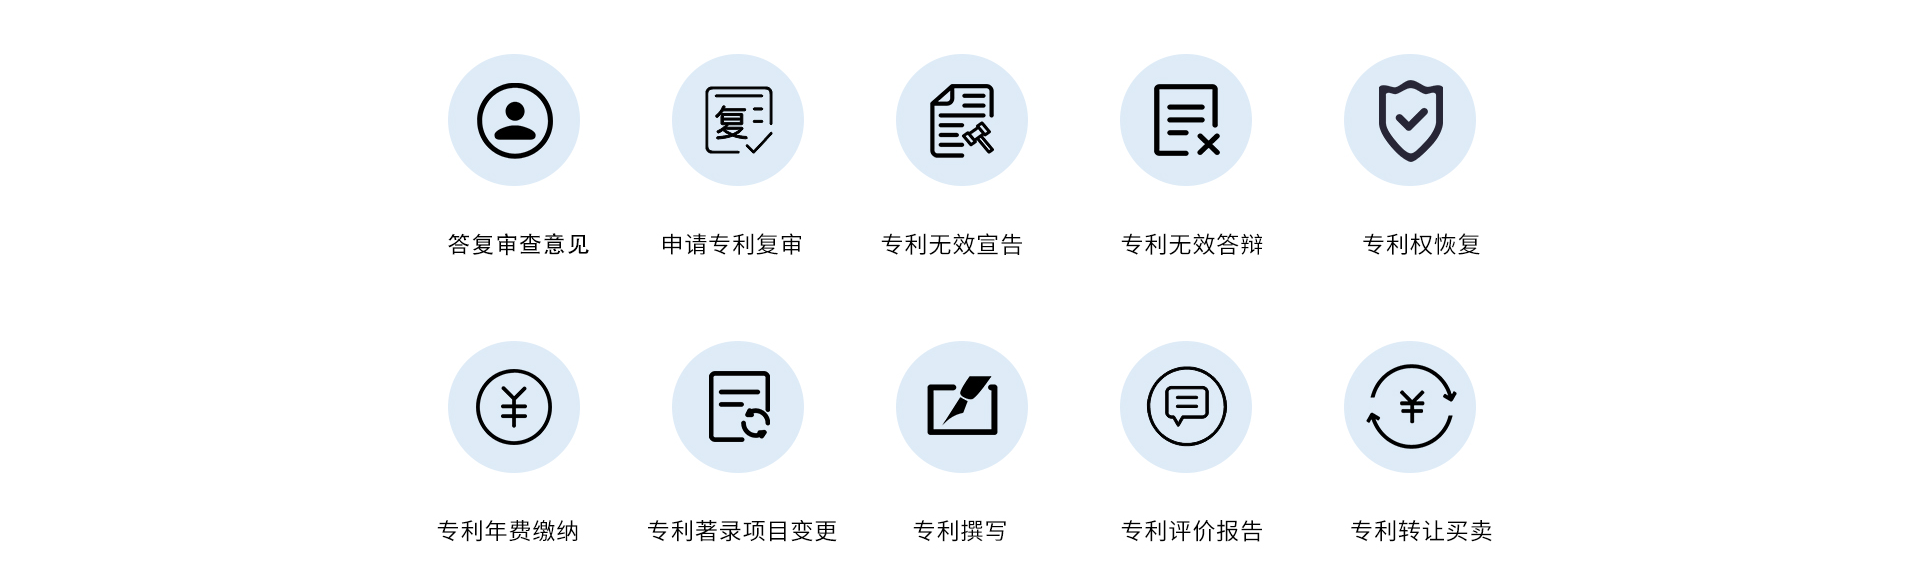 复
答复审查意见
申请专利复审
专利无效宣告
专利无效答辩
专利权恢复
¥
¥
专利年费缴纳
专利著录项目变更
专利撰写
专利评价报告
专利转让买卖